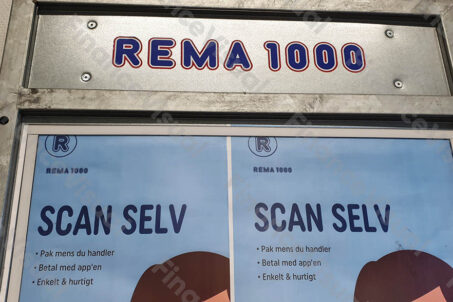 REMA 1000
R
REMA 1000
SCAN SELV
• Pak mens du handler
• Betal med app'en
• Enkelt & hurtigt
R
REMA 1000
SCAN SELV
• Pak mens du handler
• Betal med app'en
• Enkelt & hurtigt